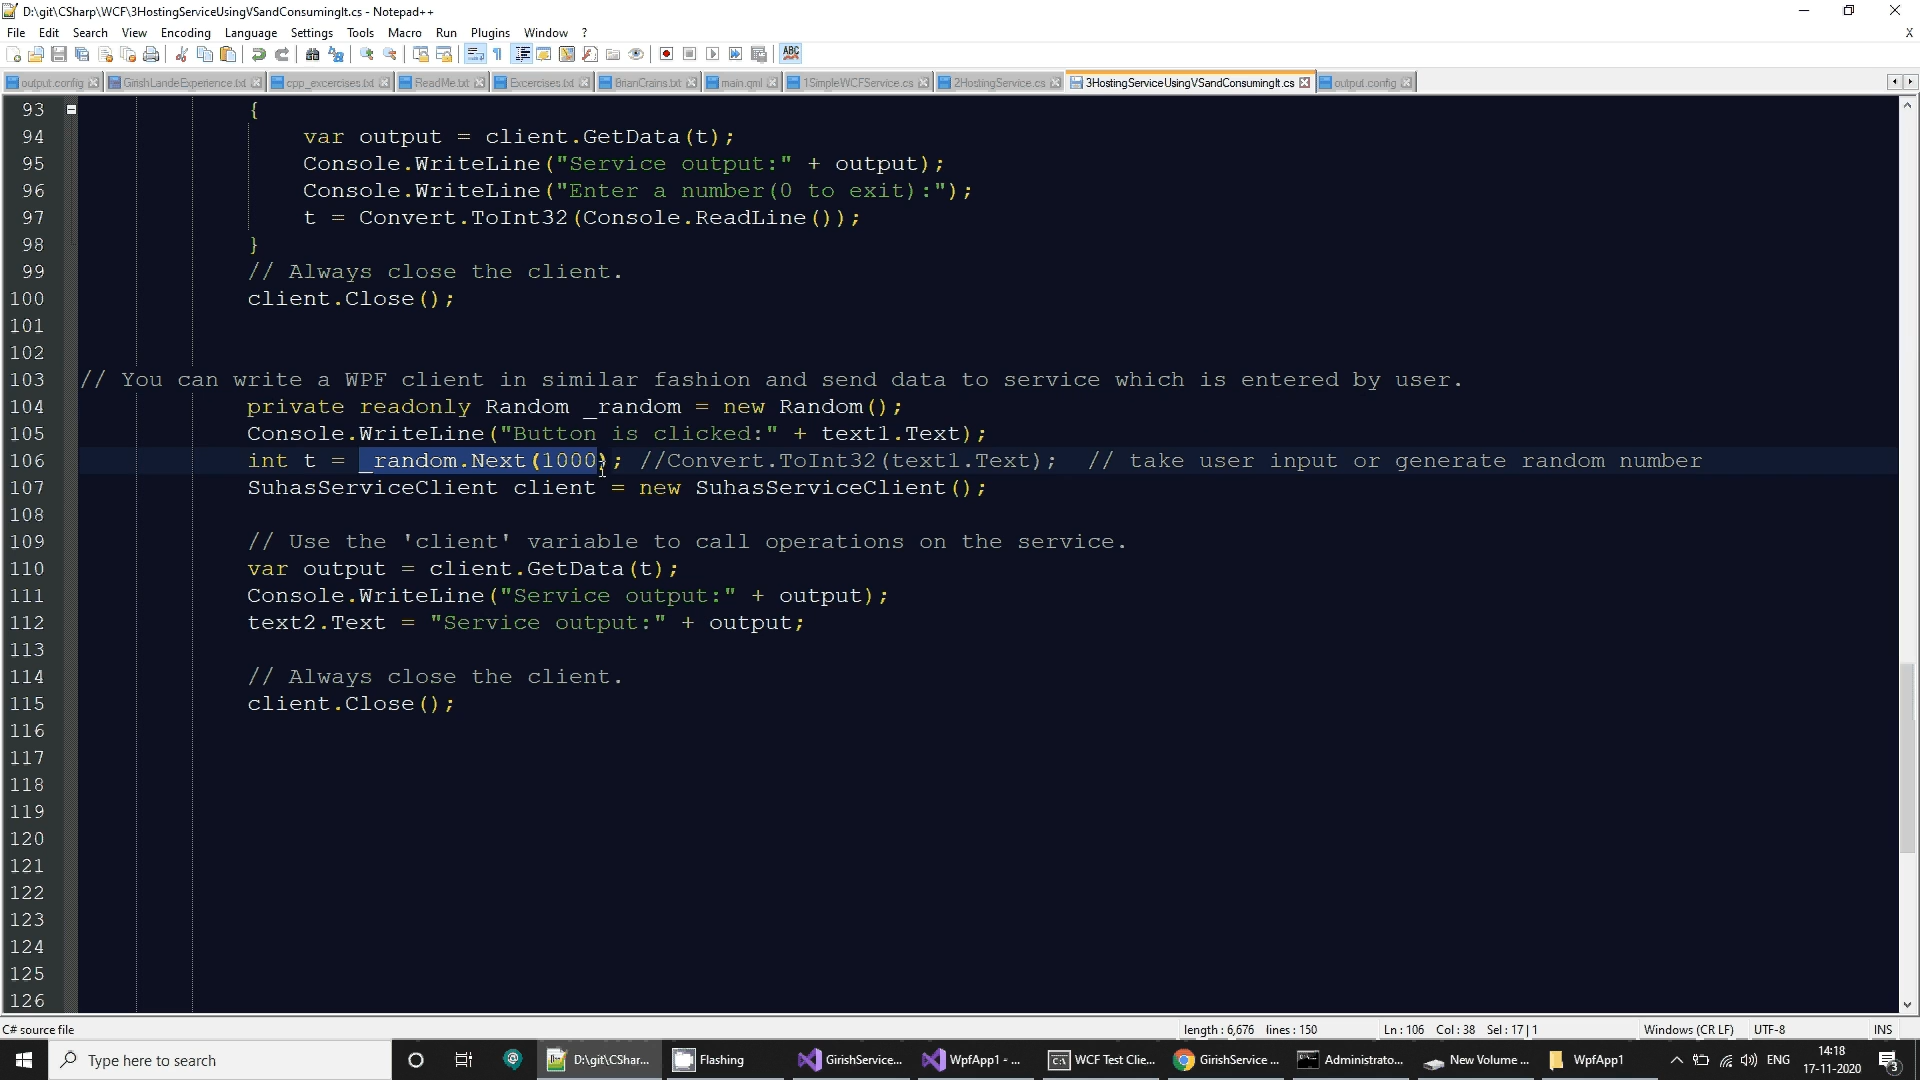 D:\git\CSharp\WCF\3HostingServiceUsingVSandConsumingIt.cs - Notepad++
File Edit Search View Encoding Language Settings Tools Macro Run Plugins Window ? X
output.config GirishLandeExperience.txt cpp_excercises.txt ReadMe.txt Excercises.txt BrianCrains.txt main.qml 1SimpleWCFService.cs 2HostingService.cs 3HostingServiceUsingVSandConsumingIt.cs output.config
93 {
94 var output = client.GetData(t);
95 Console.WriteLine("Service output:" + output);
96 Console.WriteLine("Enter a number(0 to exit):");
97 t = Convert.ToInt32(Console.ReadLine());
98 }
99 // Always close the client.
100 client.Close();
101
102
103 // You can write a WPF client in similar fashion and send data to service which is entered by user.
104 private readonly Random _random = new Random();
105 Console.WriteLine("Button is clicked:" + text1.Text);
106 int t = _random.Next(1000); //Convert.ToInt32(text1.Text); // take user input or generate random number
107 SuhasServiceClient client = new SuhasServiceClient();
108
109 // Use the 'client' variable to call operations on the service.
110 var output = client.GetData(t);
111 Console.WriteLine("Service output:" + output);
112 text2.Text = "Service output:" + output;
113
114 // Always close the client.
115 client.Close();
116
117
118
119
120
121
122
123
124
125
126
C# source file length : 6,676 lines : 150 Ln : 106 Col : 38 Sel : 17 | 1 Windows (CR LF) UTF-8 INS
Type here to search D:\git\CShar... Flashing GirishService... WpfApp1 - ... WCF Test Clie... GirishService ... Administrato... New Volume ... WpfApp1 ENG 14:18
17-11-2020 3